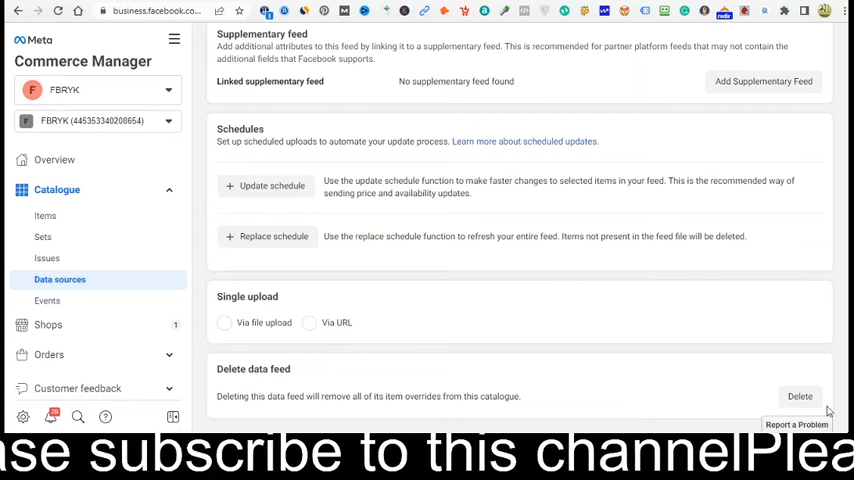 business.facebook.co...
Meta
Commerce Manager
F FBRYK
F FBRYK (445353340208654)
Overview
Catalogue
Items
Sets
Issues
Data sources
Events
Shops 1
Orders
Customer feedback
29
Supplementary feed
Add additional attributes to this feed by linking it to a supplementary feed. This is recommended for partner platform feeds that may not contain the
additional fields that Facebook supports.
Linked supplementary feed No supplementary feed found Add Supplementary Feed
Schedules
Set up scheduled uploads to automate your update process. Learn more about scheduled updates.
+ Update schedule Use the update schedule function to make faster changes to selected items in your feed. This is the recommended way of
sending price and availability updates.
+ Replace schedule Use the replace schedule function to refresh your entire feed. Items not present in the feed file will be deleted.
Single upload
Via file upload Via URL
Delete data feed
Deleting this data feed will remove all of its item overrides from this catalogue. Delete
Report a Problem
ase subscribe to this channelPlea